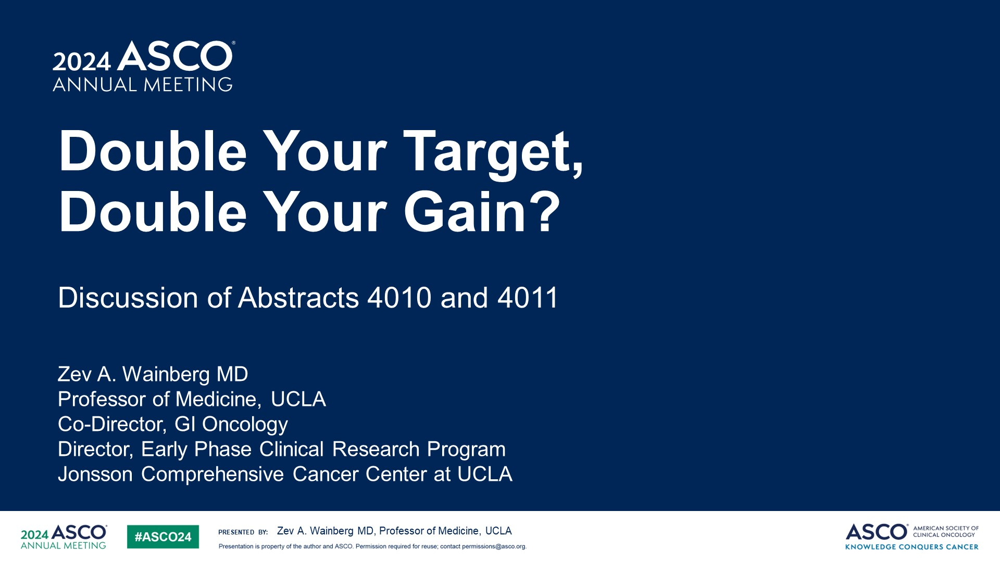 2024 ASCO®
ANNUAL MEETING
Double Your Target,
Double Your Gain?
Discussion of Abstracts 4010 and 4011
Zev A. Wainberg MD
Professor of Medicine, UCLA
Co-Director, GI Oncology
Director, Early Phase Clinical Research Program
Jonsson Comprehensive Cancer Center at UCLA
2024 ASCO®
ANNUAL MEETING
#ASCO24
PRESENTED BY: Zev A. Wainberg MD, Professor of Medicine, UCLA
Presentation is property of the author and ASCO. Permission required for reuse; contact permissions@asco.org.
ASCO® AMERICAN SOCIETY OF
CLINICAL ONCOLOGY
KNOWLEDGE CONQUERS CANCER